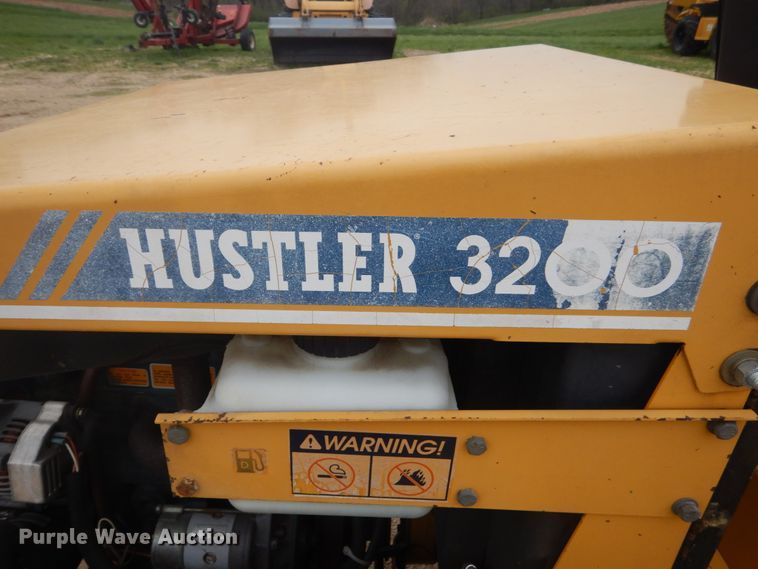 HUSTLER 3200
WARNING!
D
Purple Wave Auction